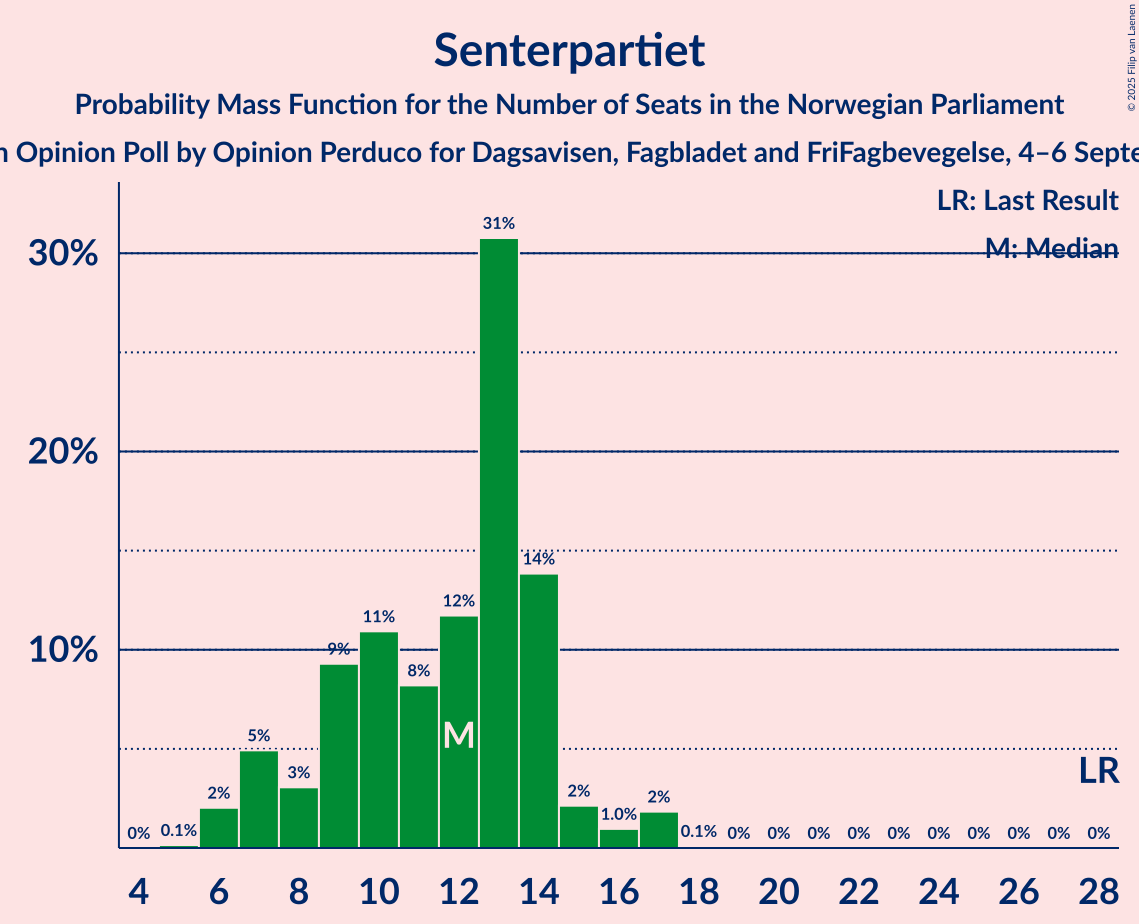 Senterpartiet
Probability Mass Function for the Number of Seats in the Norwegian Parliament
n Opinion Poll by Opinion Perduco for Dagsavisen, Fagbladet and FriFagbevegelse, 4–6 Septe
© 2025 Filip van Laenen
LR: Last Result
M: Median
30%
20%
10%
0% 0.1% 2% 5% 3% 9% 11% 8% 12% 31% 14% 2% 1.0% 2% 0.1% 0% 0% 0% 0% 0% 0% 0% 0% 0% 0%
M
LR
4 6 8 10 12 14 16 18 20 22 24 26 28